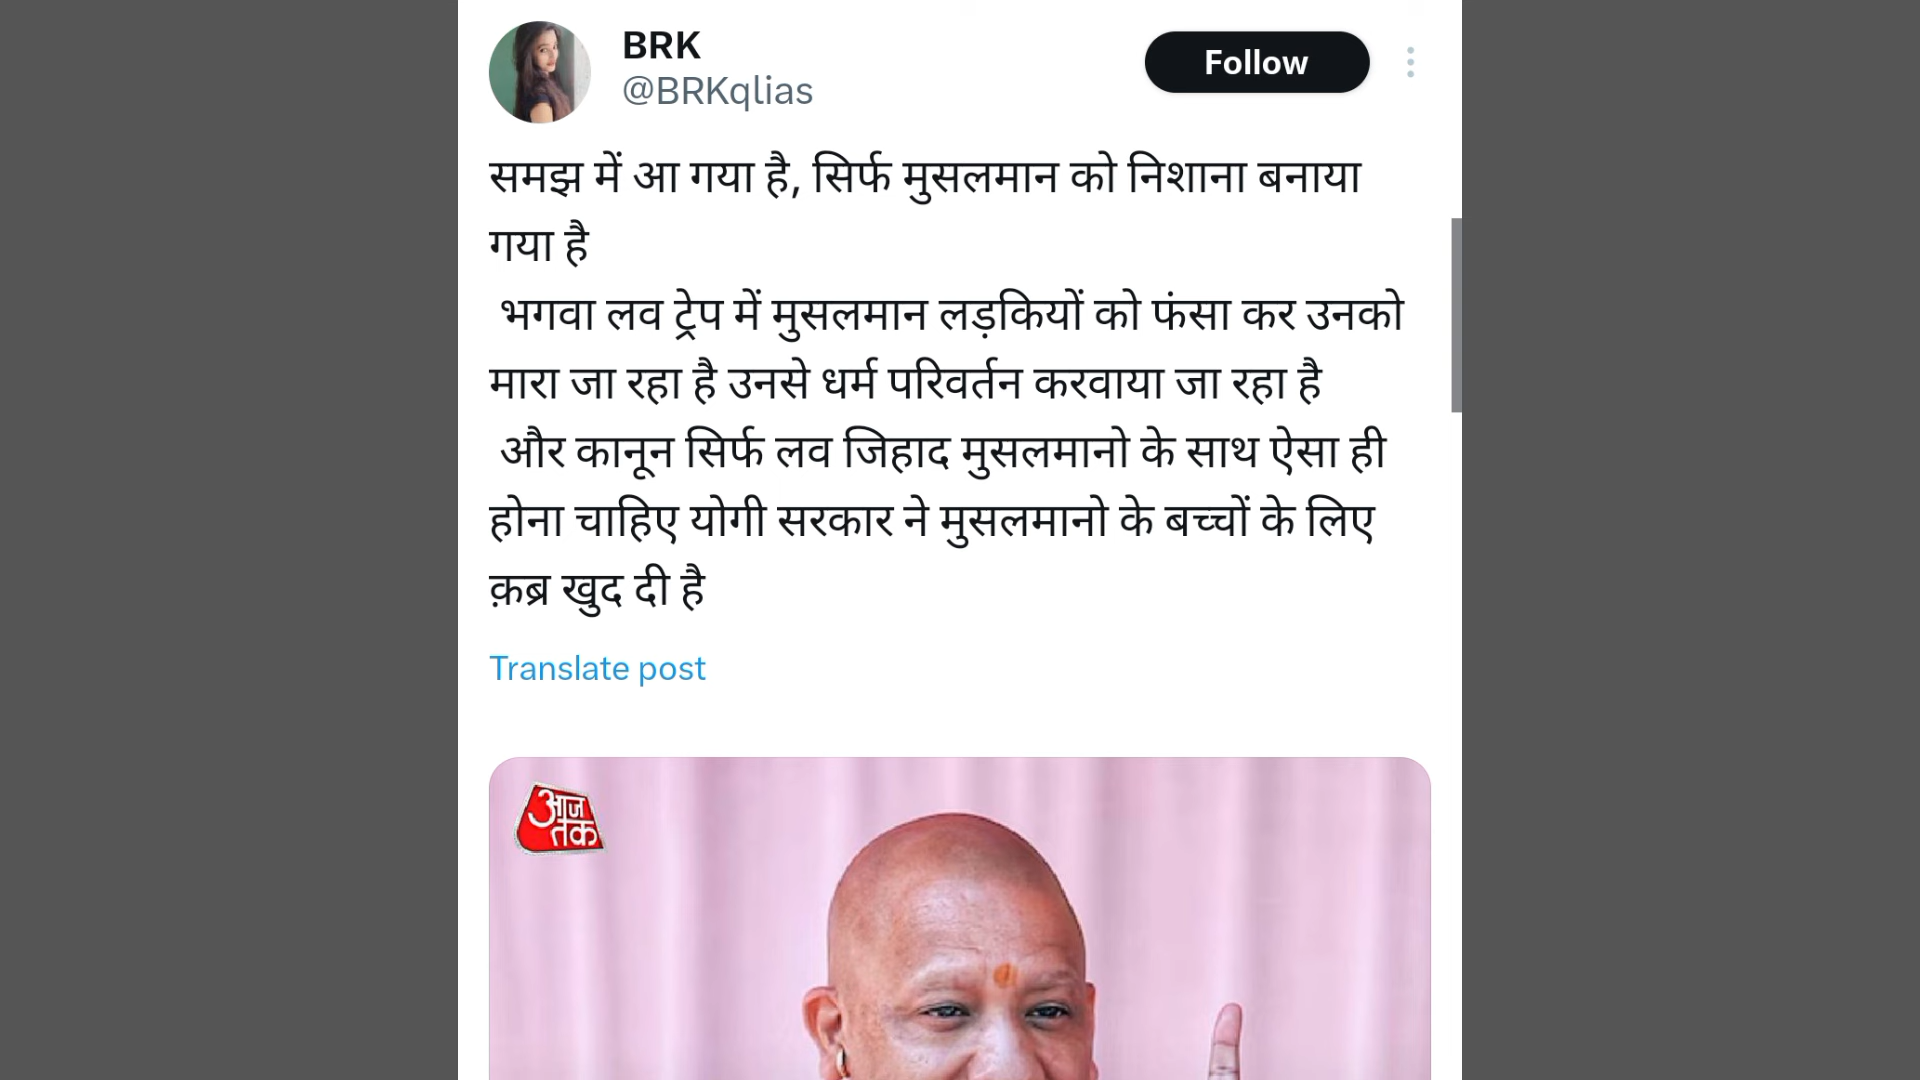 BRK
@BRKqlias
Follow
समझ में आ गया है, सिर्फ मुसलमान को निशाना बनाया
गया है
भगवा लव ट्रेप में मुसलमान लड़कियों को फंसा कर उनको
मारा जा रहा है उनसे धर्म परिवर्तन करवाया जा रहा है
और कानून सिर्फ लव जिहाद मुसलमानो के साथ ऐसा ही
होना चाहिए योगी सरकार ने मुसलमानो के बच्चों के लिए
क़ब्र खुद दी है
Translate post
आज
तक